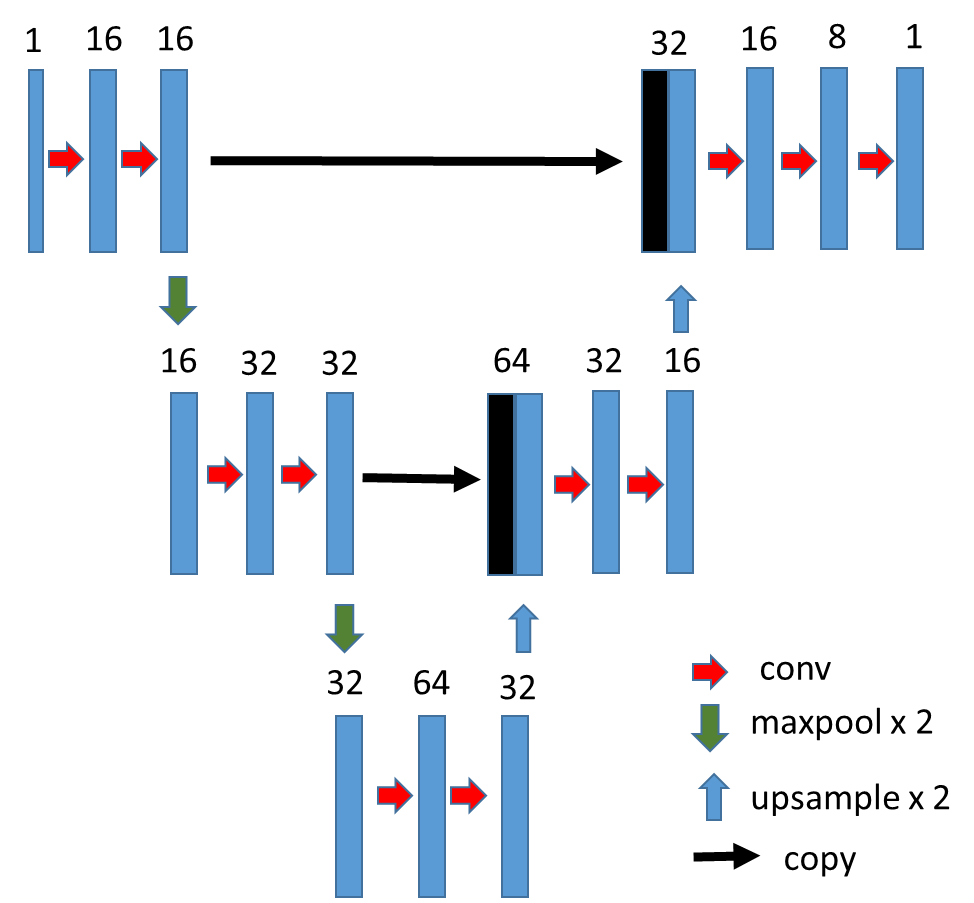 1 16 16 32 16 8 1
16 32 32 64 32 16
32 64 32
conv
maxpool x 2
upsample x 2
copy